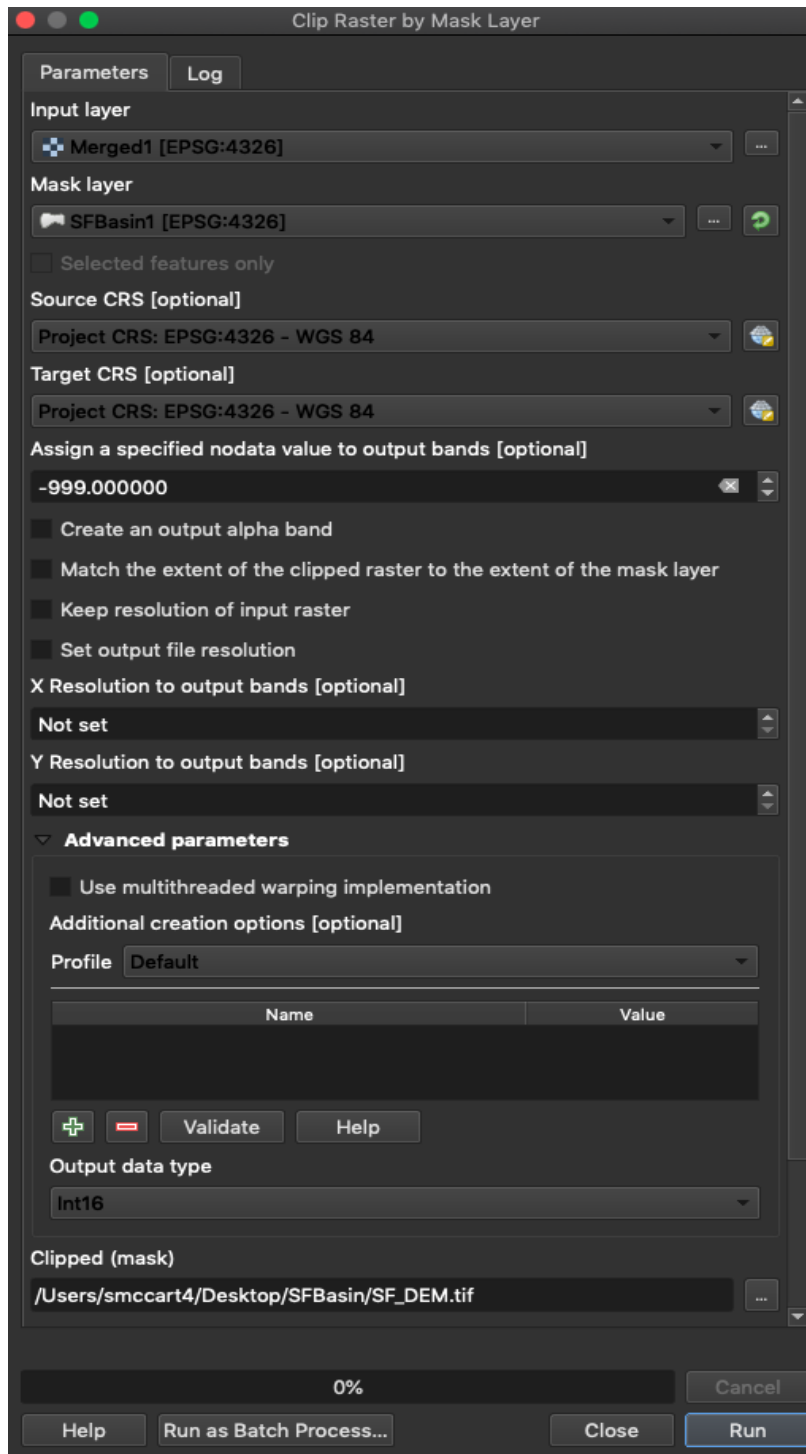 Clip Raster by Mask Layer
Parameters Log
Input layer
Merged1 [EPSG:4326]
...
Mask layer
SFBasin1 [EPSG:4326]
...
Selected features only
Source CRS [optional]
Project CRS: EPSG:4326 - WGS 84
Target CRS [optional]
Project CRS: EPSG:4326 - WGS 84
Assign a specified nodata value to output bands [optional]
-999.000000
Create an output alpha band
Match the extent of the clipped raster to the extent of the mask layer
Keep resolution of input raster
Set output file resolution
X Resolution to output bands [optional]
Not set
Y Resolution to output bands [optional]
Not set
Advanced parameters
Use multithreaded warping implementation
Additional creation options [optional]
Profile Default
Name Value
Validate Help
Output data type
Int16
Clipped (mask)
/Users/smccart4/Desktop/SFBasin/SF_DEM.tif
...
0% Cancel
Help Run as Batch Process... Close Run